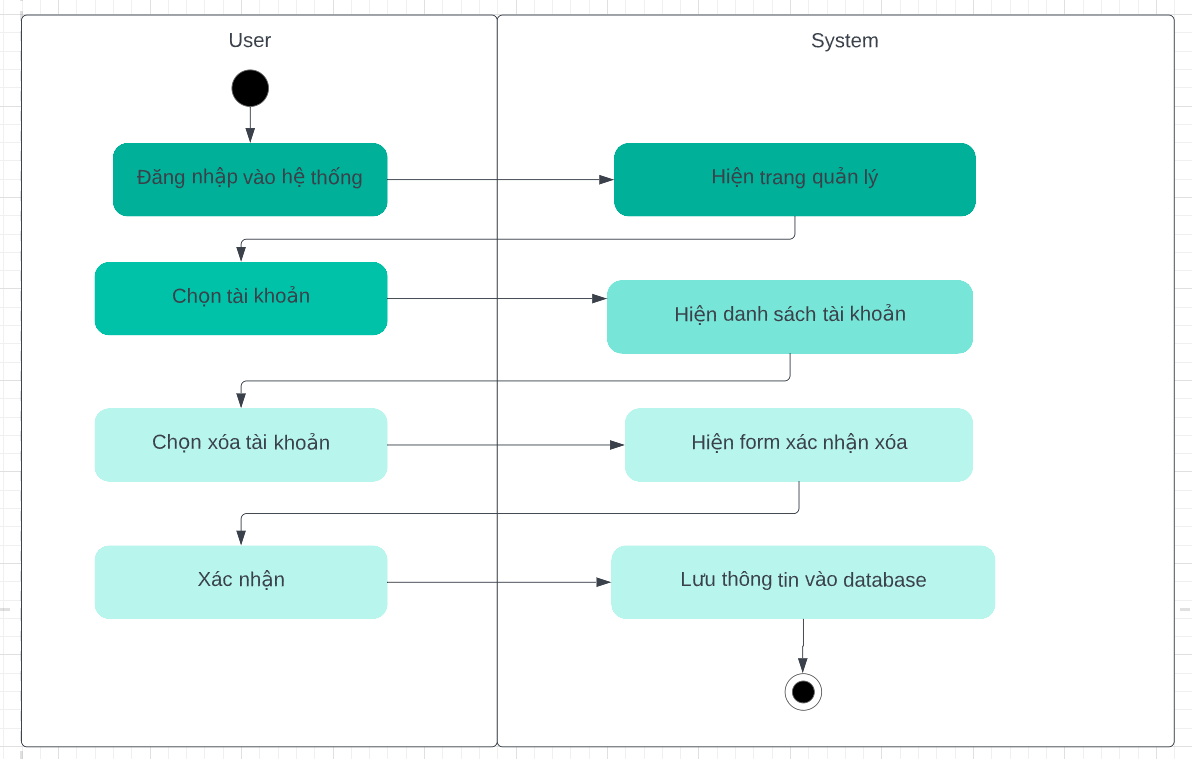 User
System
Đăng nhập vào hệ thống
Hiện trang quản lý
Chọn tài khoản
Hiện danh sách tài khoản
Chọn xóa tài khoản
Hiện form xác nhận xóa
Xác nhận
Lưu thông tin vào database